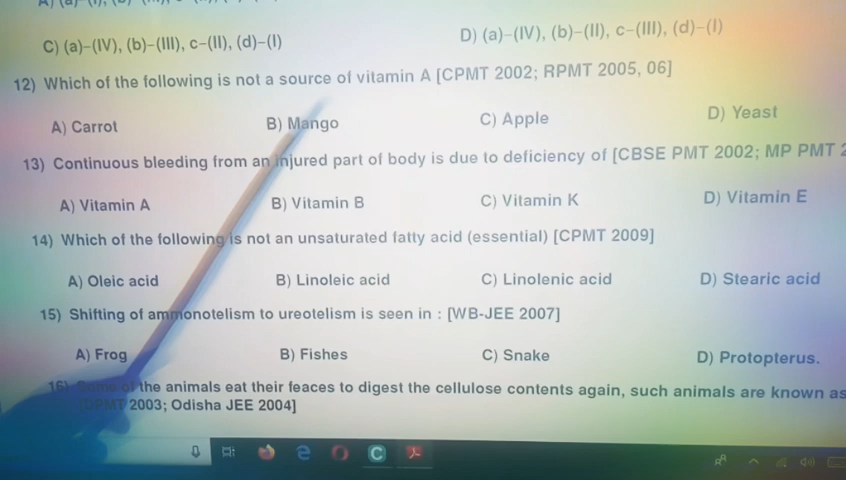 C) (a)-(IV), (b)-(III), c-(II), (d)-(I) D) (a)-(IV), (b)-(II), c-(III), (d)-(I)
12) Which of the following is not a source of vitamin A [CPMT 2002; RPMT 2005, 06]
A) Carrot B) Mango C) Apple D) Yeast
13) Continuous bleeding from an injured part of body is due to deficiency of [CBSE PMT 2002; MP PMT
A) Vitamin A B) Vitamin B C) Vitamin K D) Vitamin E
14) Which of the following is not an unsaturated fatty acid (essential) [CPMT 2009]
A) Oleic acid B) Linoleic acid C) Linolenic acid D) Stearic acid
15) Shifting of ammonotelism to ureotelism is seen in : [WB-JEE 2007]
A) Frog B) Fishes C) Snake D) Protopterus.
16) Some of the animals eat their feaces to digest the cellulose contents again, such animals are known as
2003; Odisha JEE 2004]